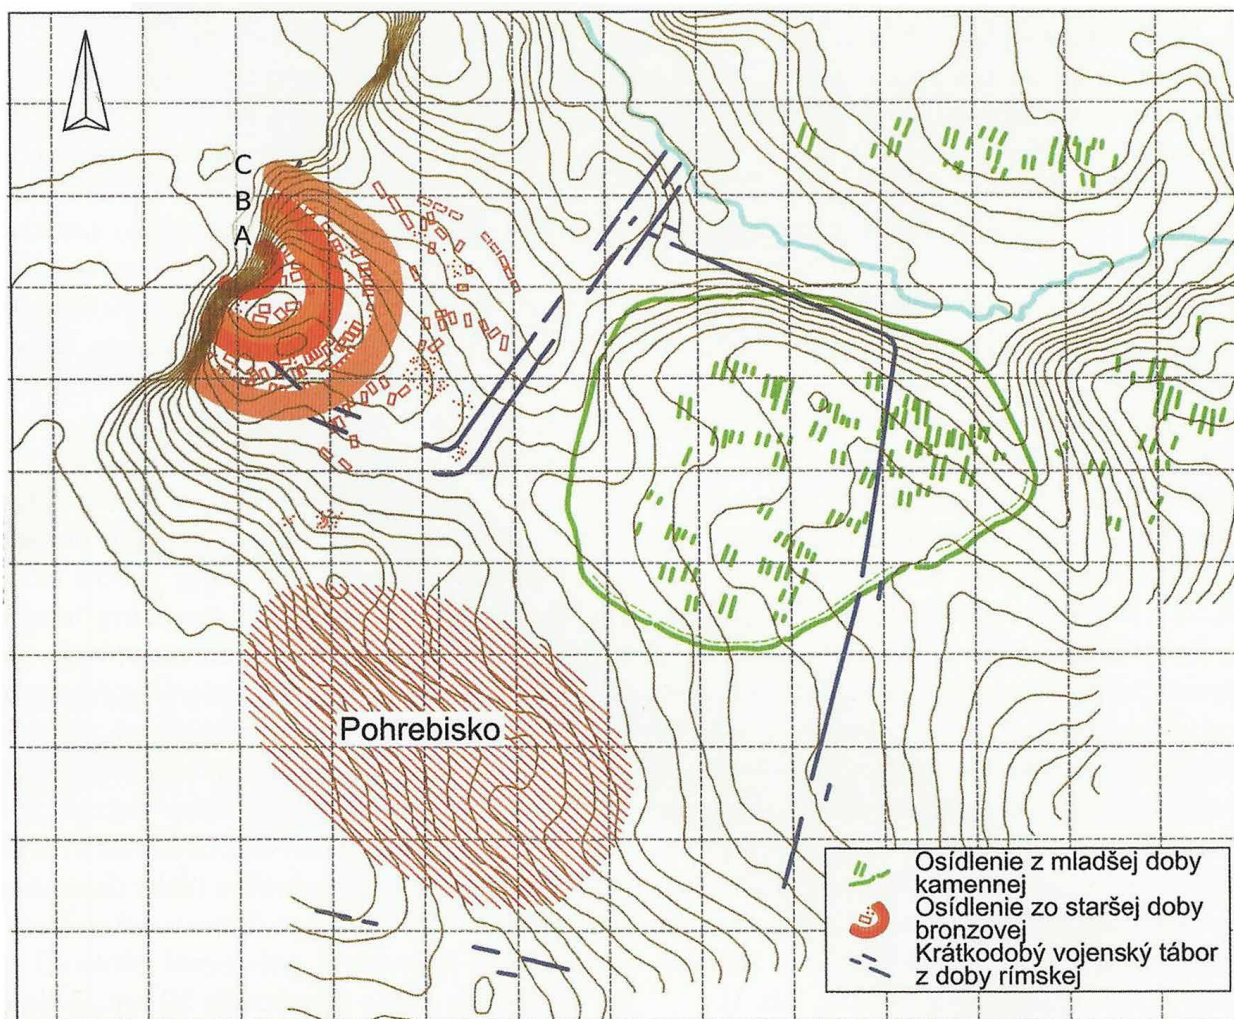 C
B
A
Pohrebisko
Osídlenie z mladšej doby
kamennej
Osídlenie zo staršej doby
bronzovej
Krátkodobý vojenský tábor
z doby rímskej